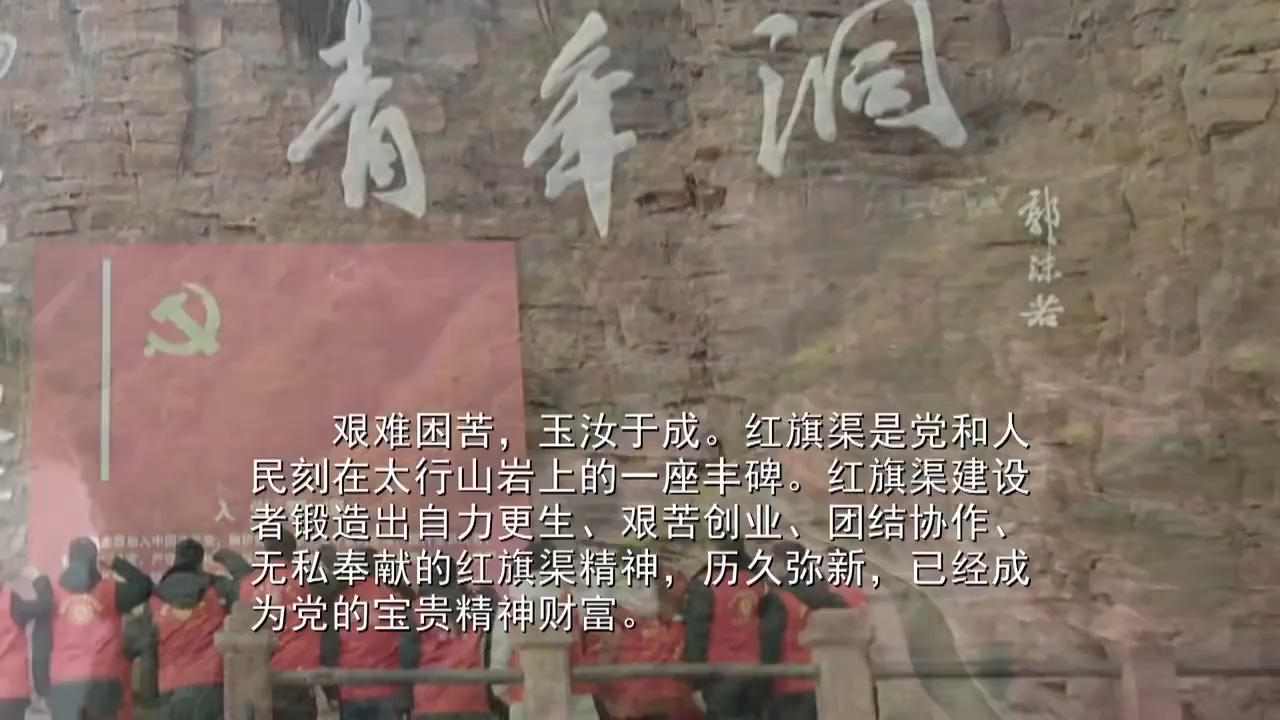 青年洞
郭沫若
入
艰难困苦，玉汝于成。红旗渠是党和人
民刻在太行山岩上的一座丰碑。红旗渠建设
者锻造出自力更生、艰苦创业、团结协作、
无私奉献的红旗渠精神，历久弥新，已经成
为党的宝贵精神财富。